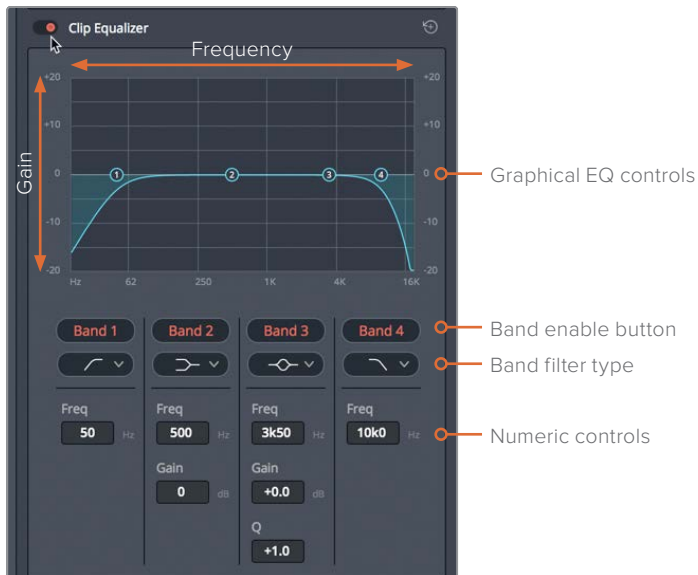 Clip Equalizer
Frequency
Gain
+20 +20
+10 +10
0 0
-10 -10
-20 -20
1 2 3 4
Hz 62 250 1K 4K 16K
Graphical EQ controls
Band 1 Band 2 Band 3 Band 4
Band enable button
Band filter type
Freq Freq Freq Freq
50 Hz 500 Hz 3k50 Hz 10k0 Hz
Numeric controls
Gain Gain
0 dB +0.0 dB
Q
+1.0